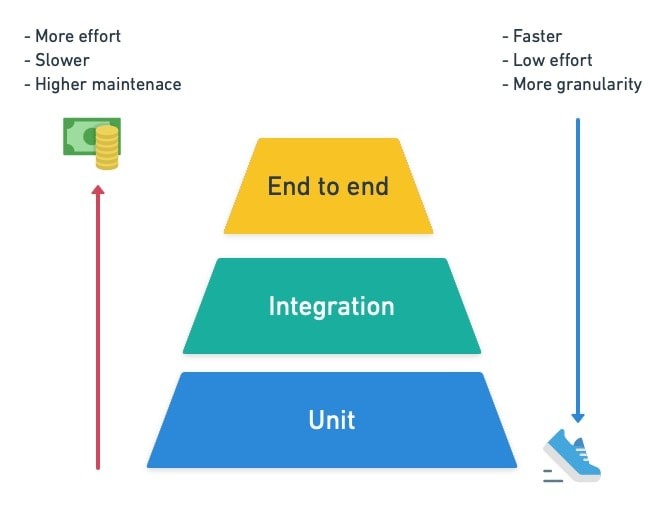 - More effort
- Slower
- Higher maintenace
- Faster
- Low effort
- More granularity
End to end
Integration
Unit